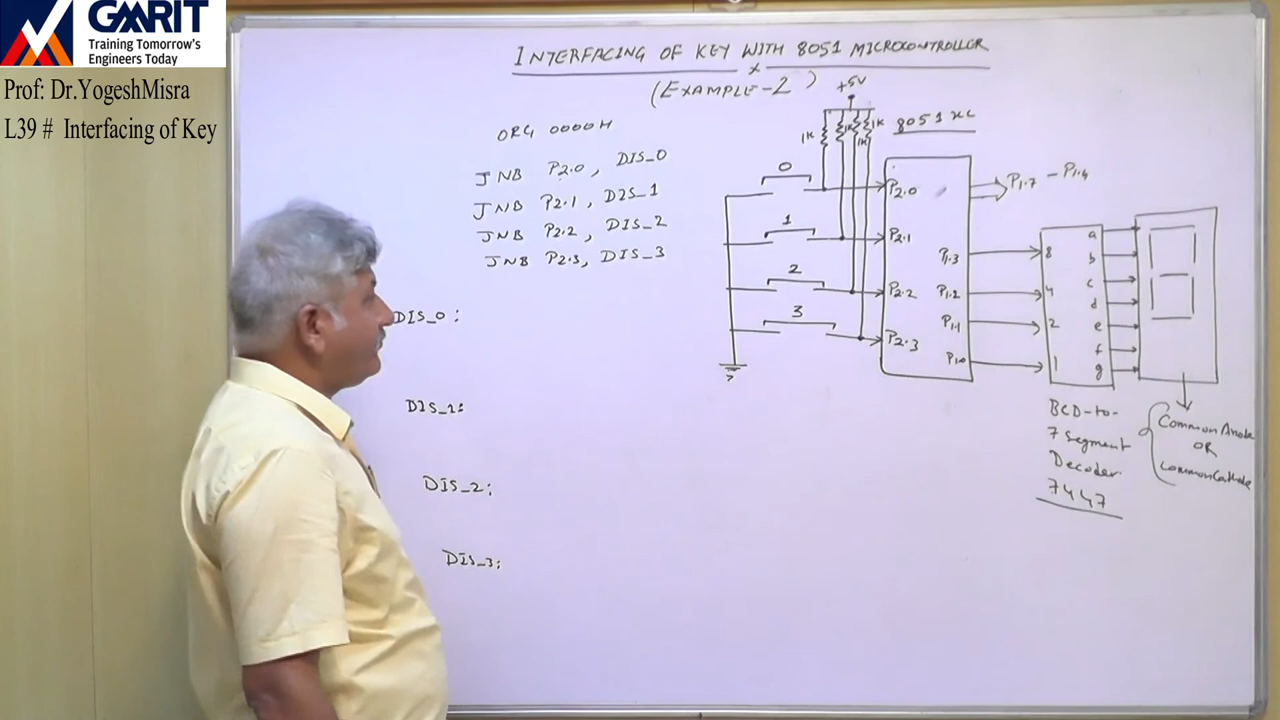 GMRIT
Training Tomorrow's
Engineers Today
Prof: Dr.YogeshMisra
L39 # Interfacing of Key
INTERFACING OF KEY WITH 8051 MICROCONTROLLER
x
(EXAMPLE-2)
ORG 0000H
JNB P2.0, DIS_0
JNB P2.1, DIS_1
JNB P2.2, DIS_2
JNB P2.3, DIS_3
DIS_0:
DIS_1:
DIS_2:
DIS_3:
+5V
1K 1K 1K 1K
8051 µC
0
1
2
3
P2.0
P2.1
P2.2
P2.3
P1.7 - P1.4
P1.3
P1.2
P1.1
P1.0
8
4
2
1
a
b
c
d
e
f
g
BCD-to-
7 Segment
Decoder
7447
Common Anode
OR
Common Cathode